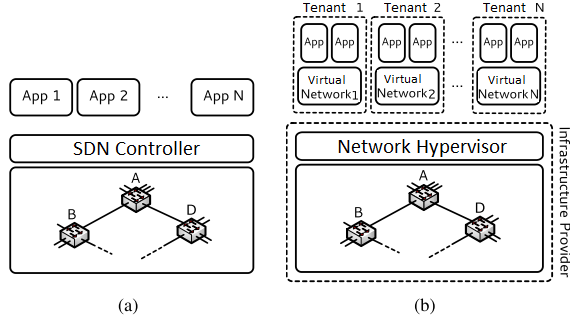 App 1 App 2 ... App N
SDN Controller
A
B
D
(a)
Tenant 1 Tenant 2 Tenant N
App App App App ... App App
Virtual Virtual Virtual
Network1 Network2 ... NetworkN
Network Hypervisor
A
B
D
Infrastructure Provider
(b)